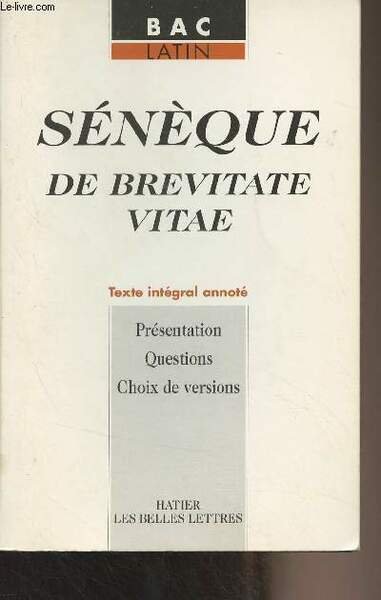 Le-livre.com
BAC
LATIN
SÉNÈQUE
DE BREVITATE
VITAE
Texte intégral annoté
Présentation
Questions
Choix de versions
HATIER
LES BELLES LETTRES